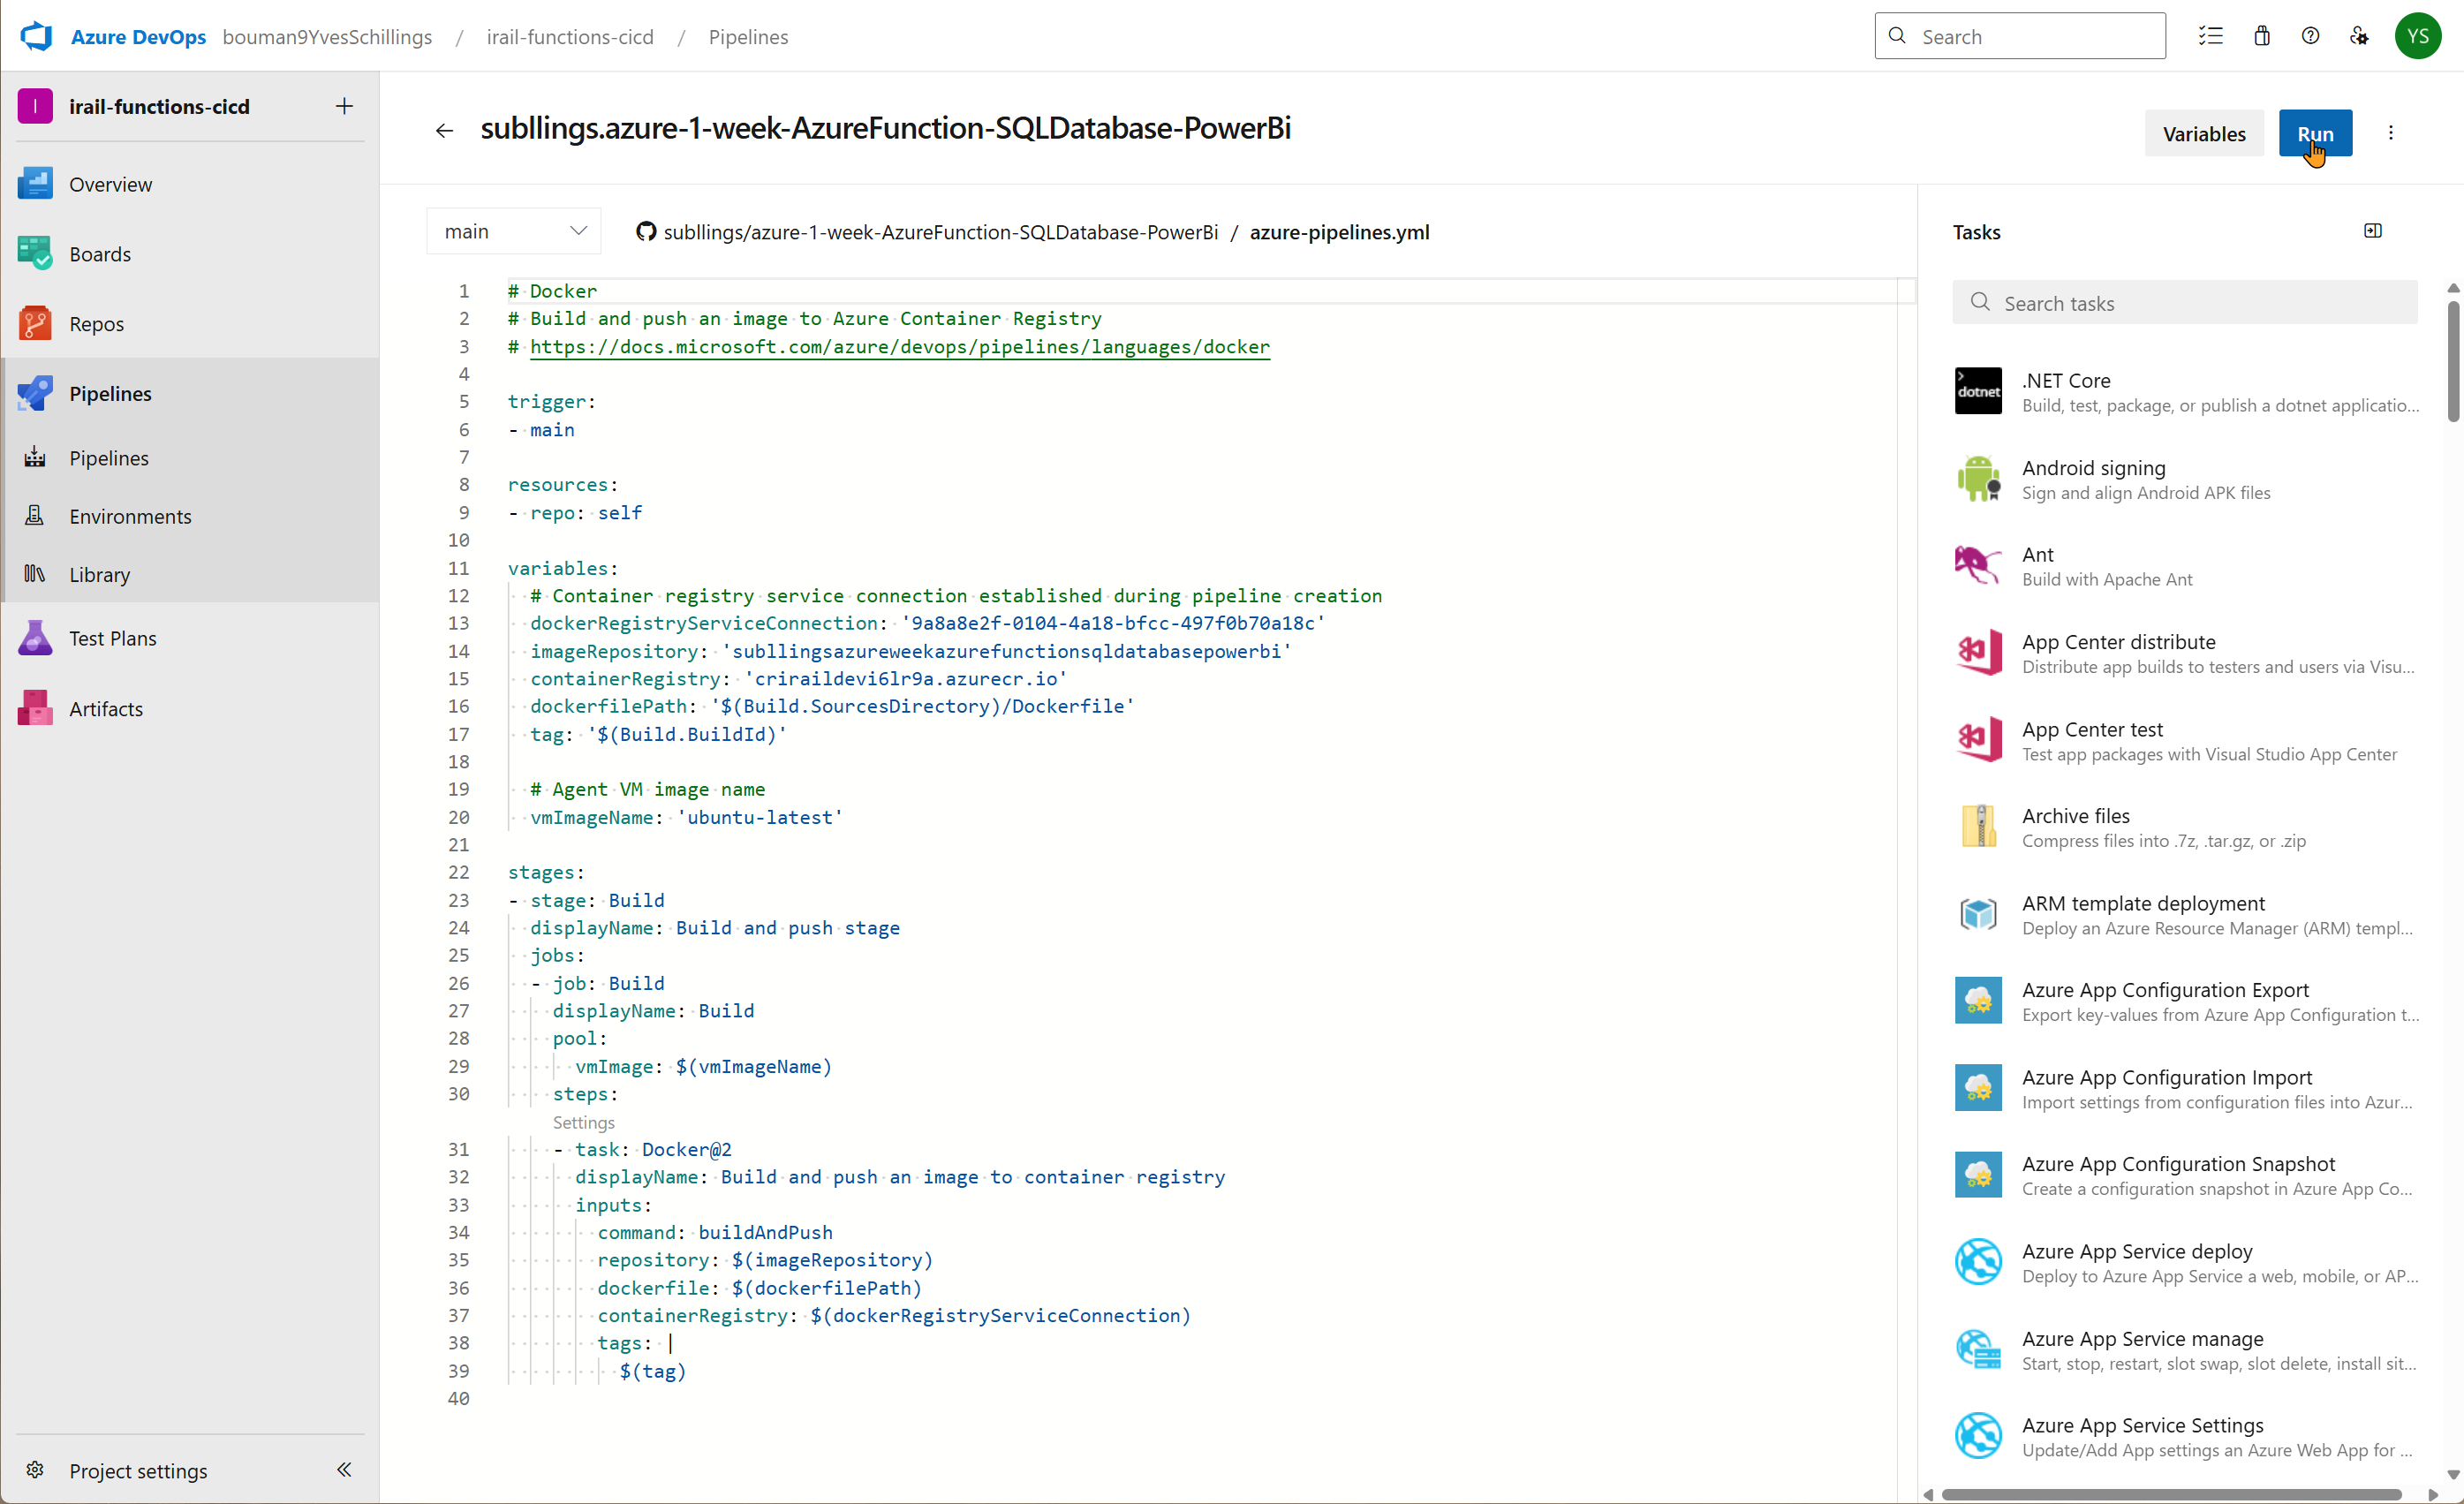 Azure DevOps bouman9YvesSchillings / irail-functions-cicd / Pipelines
Search
YS
I irail-functions-cicd
Overview
Boards
Repos
Pipelines
Pipelines
Environments
Library
Test Plans
Artifacts
Project settings
subllings.azure-1-week-AzureFunction-SQLDatabase-PowerBi
Variables
Run
main
subllings/azure-1-week-AzureFunction-SQLDatabase-PowerBi / azure-pipelines.yml
1 # Docker
2 # Build and push an image to Azure Container Registry
3 # https://docs.microsoft.com/azure/devops/pipelines/languages/docker
4
5 trigger:
6 - main
7
8 resources:
9 - repo: self
10
11 variables:
12 # Container registry service connection established during pipeline creation
13 dockerRegistryServiceConnection: '9a8a8e2f-0104-4a18-bfcc-497f0b70a18c'
14 imageRepository: 'subllingsazureweekazurefunctionsqldatabasepowerbi'
15 containerRegistry: 'criraildevi6lr9a.azurecr.io'
16 dockerfilePath: '$(Build.SourcesDirectory)/Dockerfile'
17 tag: '$(Build.BuildId)'
18
19 # Agent VM image name
20 vmImageName: 'ubuntu-latest'
21
22 stages:
23 - stage: Build
24 displayName: Build and push stage
25 jobs:
26 - job: Build
27 displayName: Build
28 pool:
29 vmImage: $(vmImageName)
30 steps:
Settings
31 - task: Docker@2
32 displayName: Build and push an image to container registry
33 inputs:
34 command: buildAndPush
35 repository: $(imageRepository)
36 dockerfile: $(dockerfilePath)
37 containerRegistry: $(dockerRegistryServiceConnection)
38 tags: |
39 $(tag)
40
Tasks
Search tasks
dotnet
.NET Core
Build, test, package, or publish a dotnet applicatio...
Android signing
Sign and align Android APK files
Ant
Build with Apache Ant
App Center distribute
Distribute app builds to testers and users via Visu...
App Center test
Test app packages with Visual Studio App Center
Archive files
Compress files into .7z, .tar.gz, or .zip
ARM template deployment
Deploy an Azure Resource Manager (ARM) templ...
Azure App Configuration Export
Export key-values from Azure App Configuration t...
Azure App Configuration Import
Import settings from configuration files into Azur...
Azure App Configuration Snapshot
Create a configuration snapshot in Azure App Co...
Azure App Service deploy
Deploy to Azure App Service a web, mobile, or AP...
Azure App Service manage
Start, stop, restart, slot swap, slot delete, install sit...
Azure App Service Settings
Update/Add App settings an Azure Web App for ...